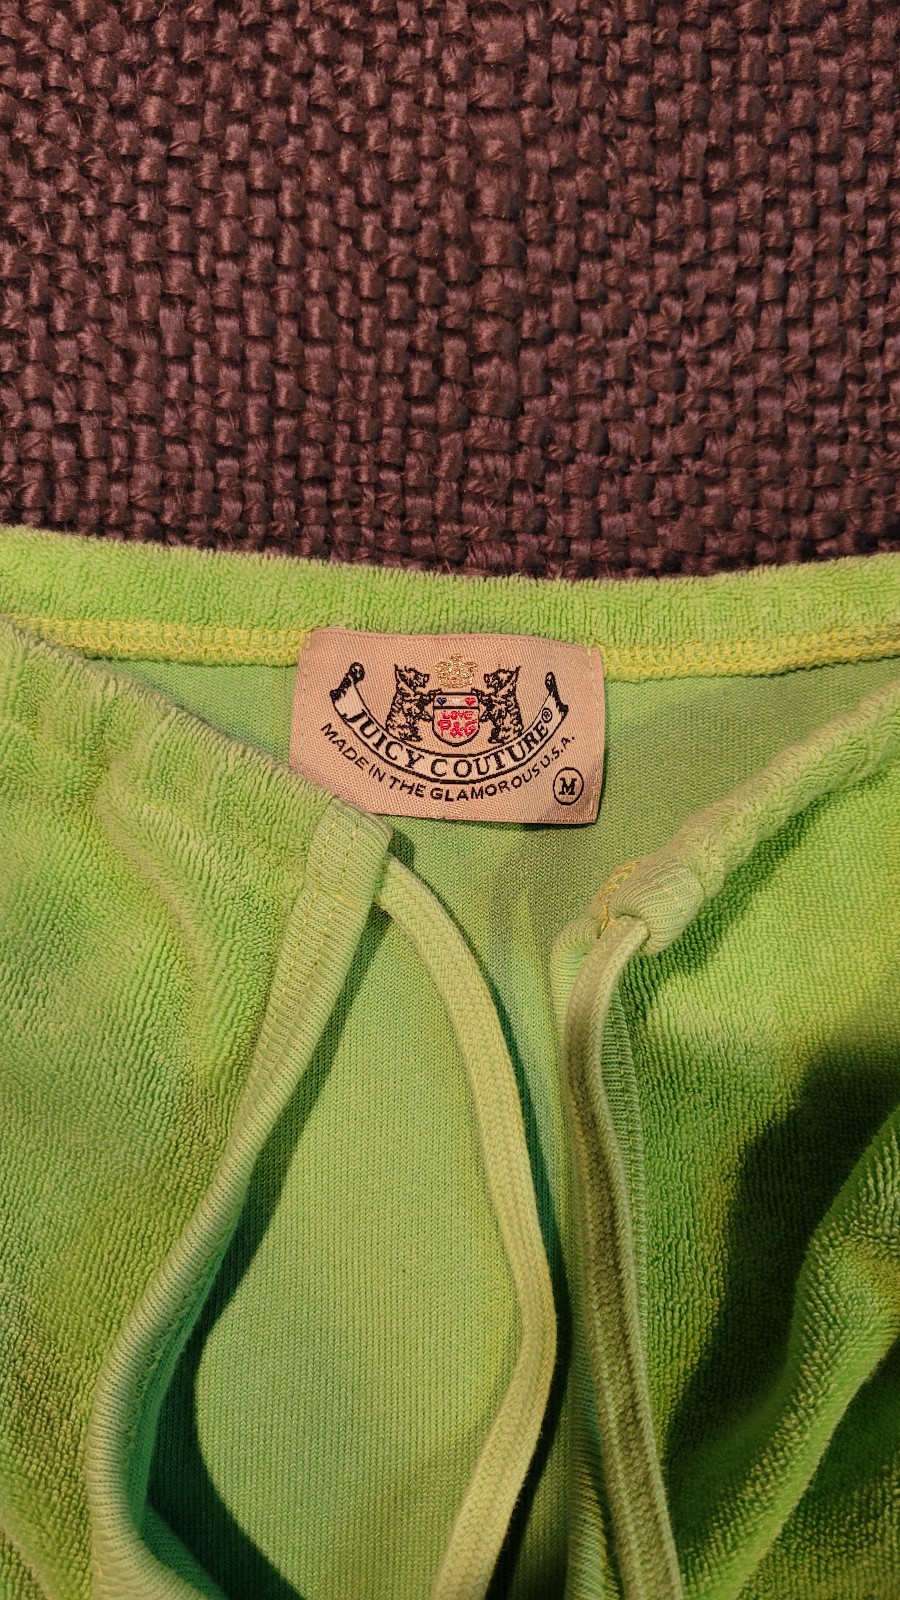 LOVE
P&G
JUICY COUTURE®
MADE IN THE GLAMOROUS U.S.A.
M